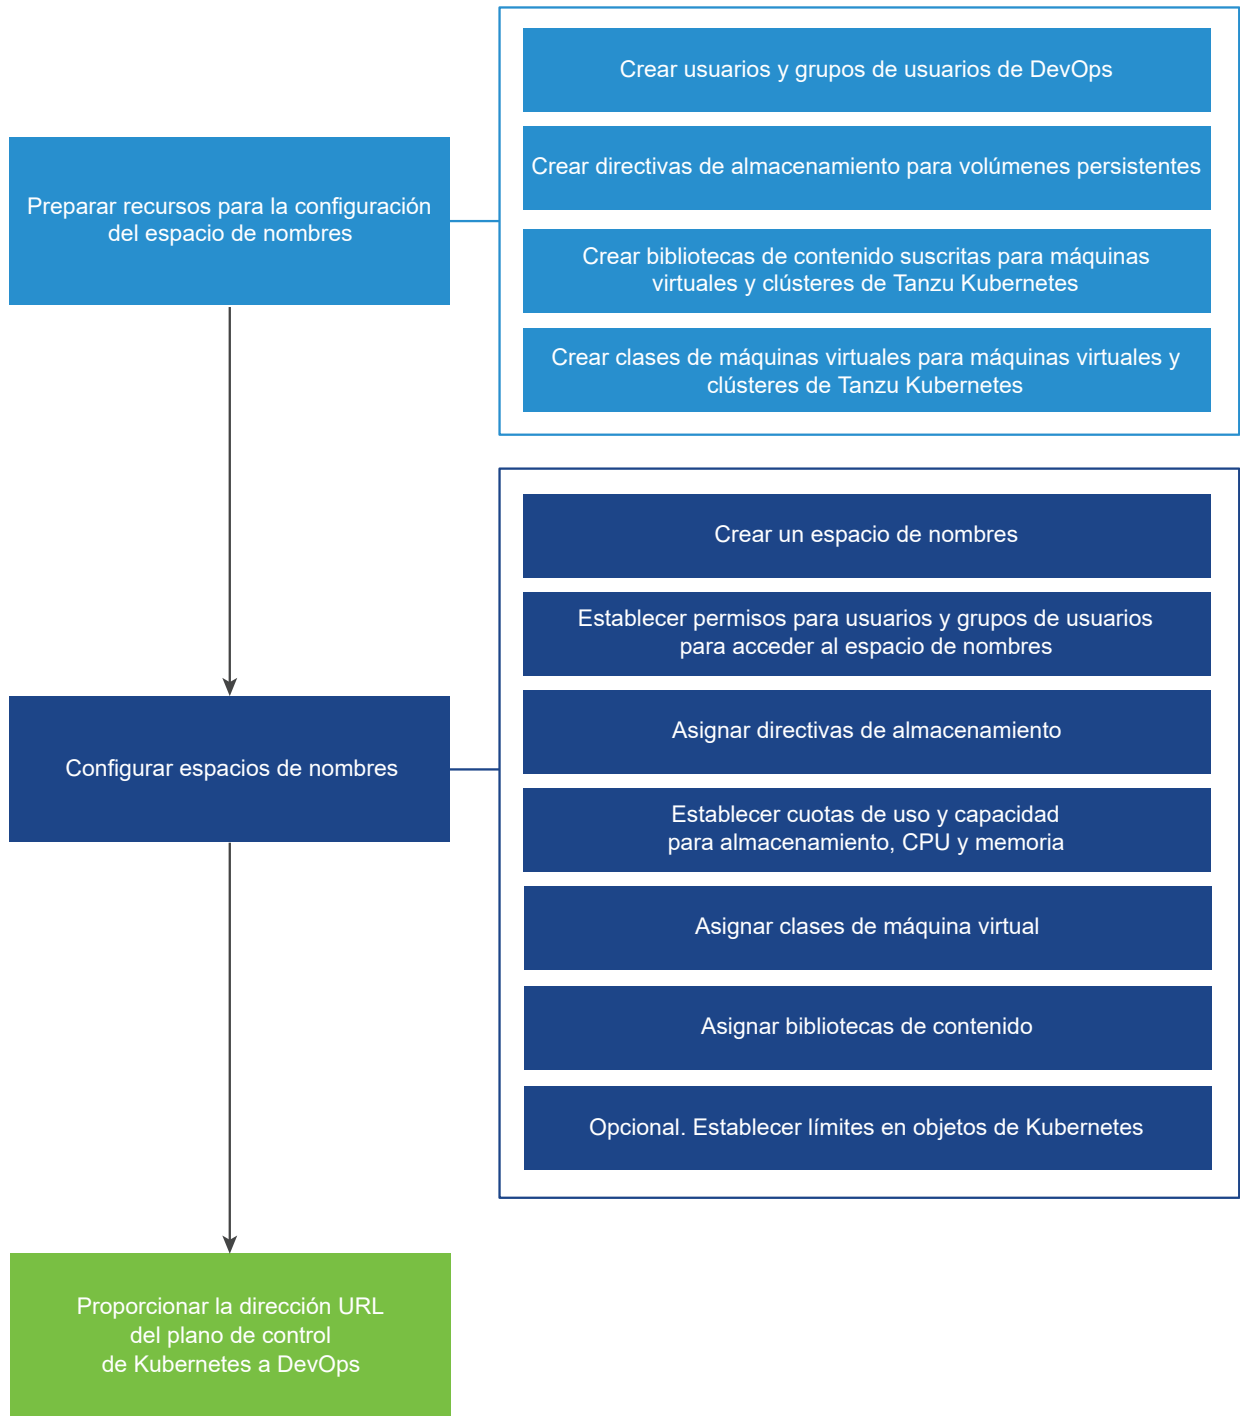 Preparar recursos para la configuración
del espacio de nombres
Crear usuarios y grupos de usuarios de DevOps
Crear directivas de almacenamiento para volúmenes persistentes
Crear bibliotecas de contenido suscritas para máquinas
virtuales y clústeres de Tanzu Kubernetes
Crear clases de máquinas virtuales para máquinas virtuales y
clústeres de Tanzu Kubernetes
Configurar espacios de nombres
Crear un espacio de nombres
Establecer permisos para usuarios y grupos de usuarios
para acceder al espacio de nombres
Asignar directivas de almacenamiento
Establecer cuotas de uso y capacidad
para almacenamiento, CPU y memoria
Asignar clases de máquina virtual
Asignar bibliotecas de contenido
Opcional. Establecer límites en objetos de Kubernetes
Proporcionar la dirección URL
del plano de control
de Kubernetes a DevOps